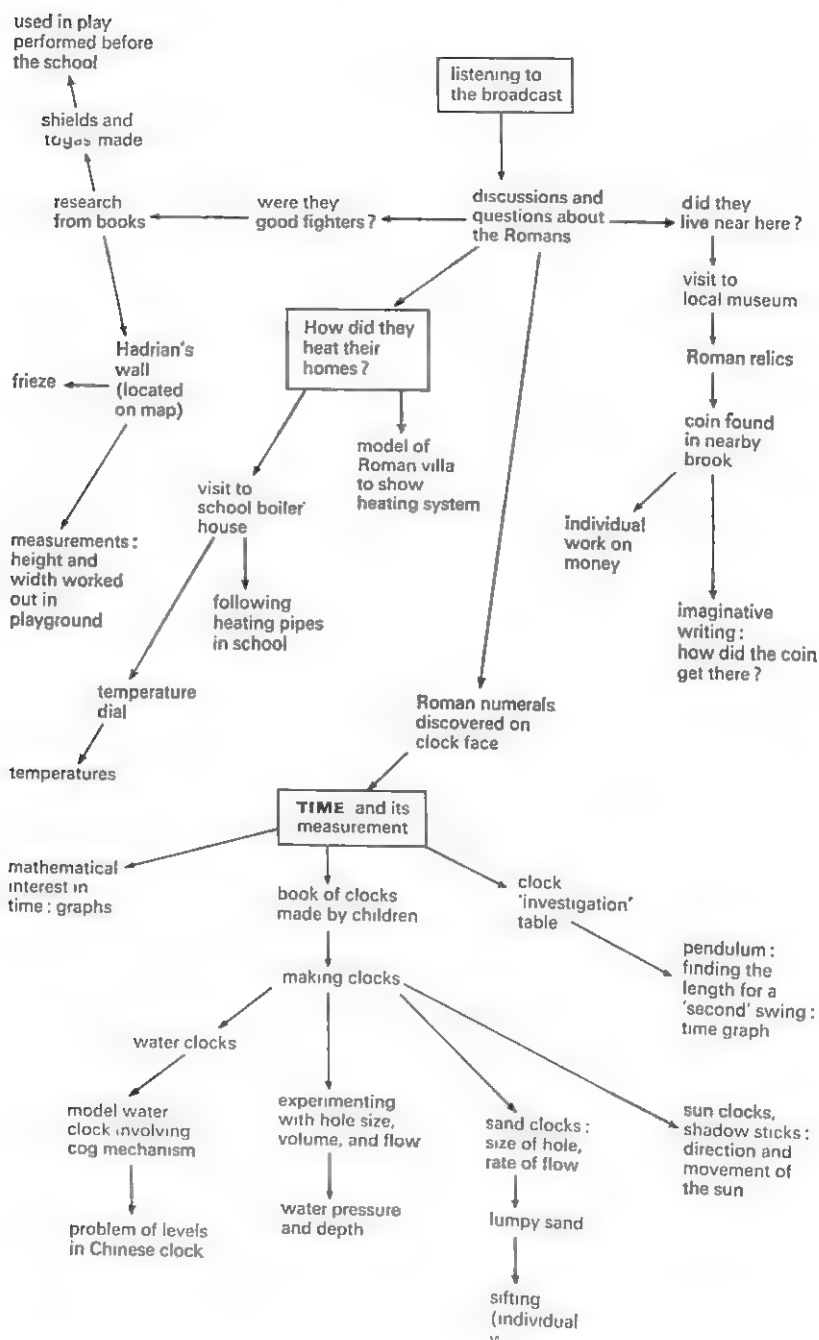 used in play
performed before
the school
listening to
the broadcast
shields and
togas made
research
from books
were they
good fighters?
discussions and
questions about
the Romans
did they
live near here?
visit to
local museum
Roman relics
How did they
heat their
homes?
Hadrian's
wall
(located
on map)
frieze
coin found
in nearby
brook
model of
Roman villa
to show
heating system
visit to
school boiler
house
individual
work on
money
measurements:
height and
width worked
out in
playground
following
heating pipes
in school
imaginative
writing:
how did the coin
get there?
temperature
dial
Roman numerals
discovered on
clock face
temperatures
TIME and its
measurement
mathematical
interest in
time: graphs
book of clocks
made by children
clock
'investigation'
table
pendulum:
finding the
length for a
'second' swing:
time graph
making clocks
water clocks
model water
clock involving
cog mechanism
experimenting
with hole size,
volume, and flow
sand clocks:
size of hole,
rate of flow
sun clocks,
shadow sticks:
direction and
movement of
the sun
problem of levels
in Chinese clock
water pressure
and depth
lumpy sand
sifting
(individual